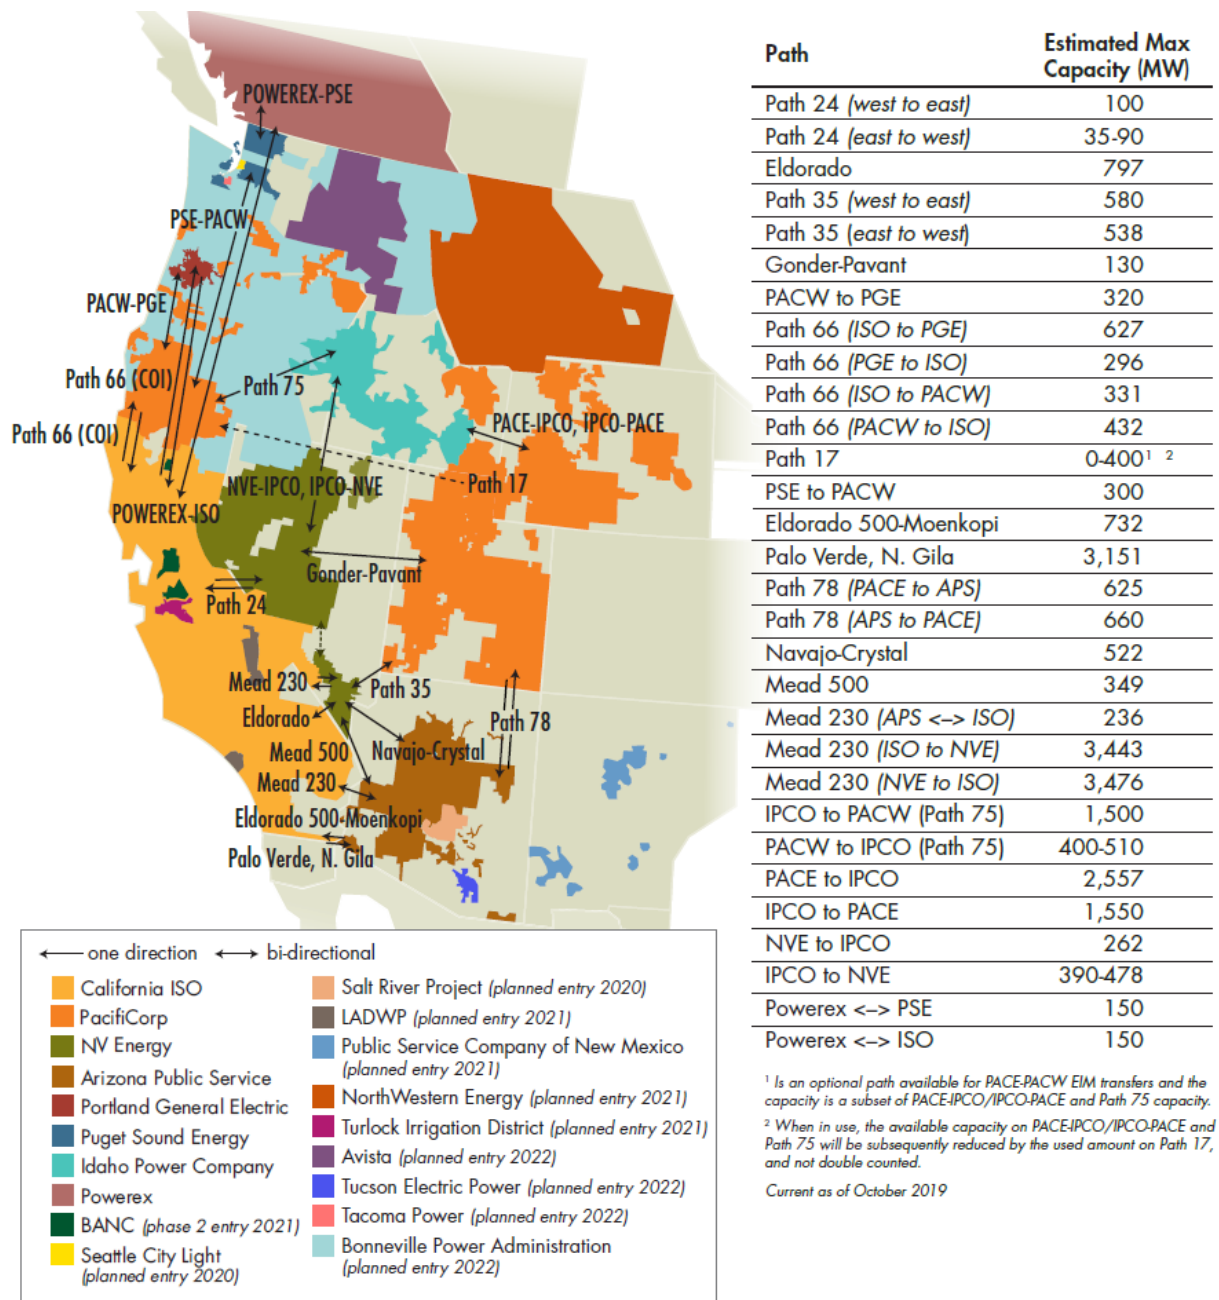 POWEREX-PSE
PSE-PACW
PACW-PGE
Path 66 (COI)
Path 75
Path 66 (COI)
PACE-IPCO, IPCO-PACE
NVE-IPCO, IPCO-NVE
Path 17
POWEREX-ISO
Gonder-Pavant
Path 24
Mead 230
Path 35
Eldorado
Path 78
Mead 500
Navajo-Crystal
Mead 230
Eldorado 500-Moenkopi
Palo Verde, N. Gila
one direction
bi-directional
California ISO
PacifiCorp
NV Energy
Arizona Public Service
Portland General Electric
Puget Sound Energy
Idaho Power Company
Powerex
BANC (phase 2 entry 2021)
Seattle City Light
(planned entry 2020)
Salt River Project (planned entry 2020)
LADWP (planned entry 2021)
Public Service Company of New Mexico
(planned entry 2021)
NorthWestern Energy (planned entry 2021)
Turlock Irrigation District (planned entry 2021)
Avista (planned entry 2022)
Tucson Electric Power (planned entry 2022)
Tacoma Power (planned entry 2022)
Bonneville Power Administration
(planned entry 2022)
Path Estimated Max
Capacity (MW)
Path 24 (west to east) 100
Path 24 (east to west) 35-90
Eldorado 797
Path 35 (west to east) 580
Path 35 (east to west) 538
Gonder-Pavant 130
PACW to PGE 320
Path 66 (ISO to PGE) 627
Path 66 (PGE to ISO) 296
Path 66 (ISO to PACW) 331
Path 66 (PACW to ISO) 432
Path 17 0-400¹ ²
PSE to PACW 300
Eldorado 500-Moenkopi 732
Palo Verde, N. Gila 3,151
Path 78 (PACE to APS) 625
Path 78 (APS to PACE) 660
Navajo-Crystal 522
Mead 500 349
Mead 230 (APS <–> ISO) 236
Mead 230 (ISO to NVE) 3,443
Mead 230 (NVE to ISO) 3,476
IPCO to PACW (Path 75) 1,500
PACW to IPCO (Path 75) 400-510
PACE to IPCO 2,557
IPCO to PACE 1,550
NVE to IPCO 262
IPCO to NVE 390-478
Powerex <–> PSE 150
Powerex <–> ISO 150
¹ Is an optional path available for PACE-PACW EIM transfers and the
capacity is a subset of PACE-IPCO/IPCO-PACE and Path 75 capacity.
² When in use, the available capacity on PACE-IPCO/IPCO-PACE and
Path 75 will be subsequently reduced by the used amount on Path 17,
and not double counted.
Current as of October 2019